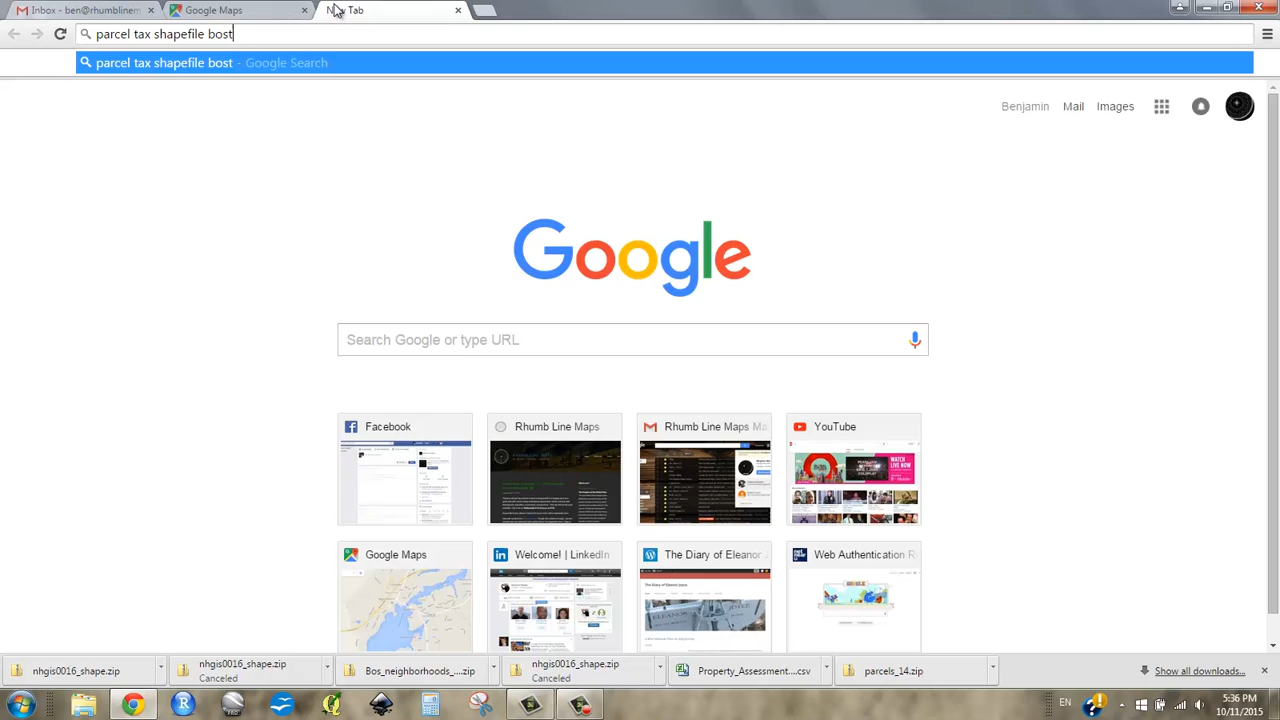 Inbox - ben@rhumblinem
Google Maps
New Tab
parcel tax shapefile bost
parcel tax shapefile bost - Google Search
Benjamin Mail Images
Google
Search Google or type URL
Facebook
Rhumb Line Maps
Rhumb Line Maps Ma
YouTube
Google Maps
Welcome! | LinkedIn
The Diary of Eleanor J
Web Authentication R
nhgis0016_shape.zip
nhgis0016_shape.zip
Canceled
Bos_neighborhoods_....zip
nhgis0016_shape.zip
Canceled
Property_Assessment....csv
parcels_14.zip
Show all downloads...
EN
5:36 PM
10/11/2015